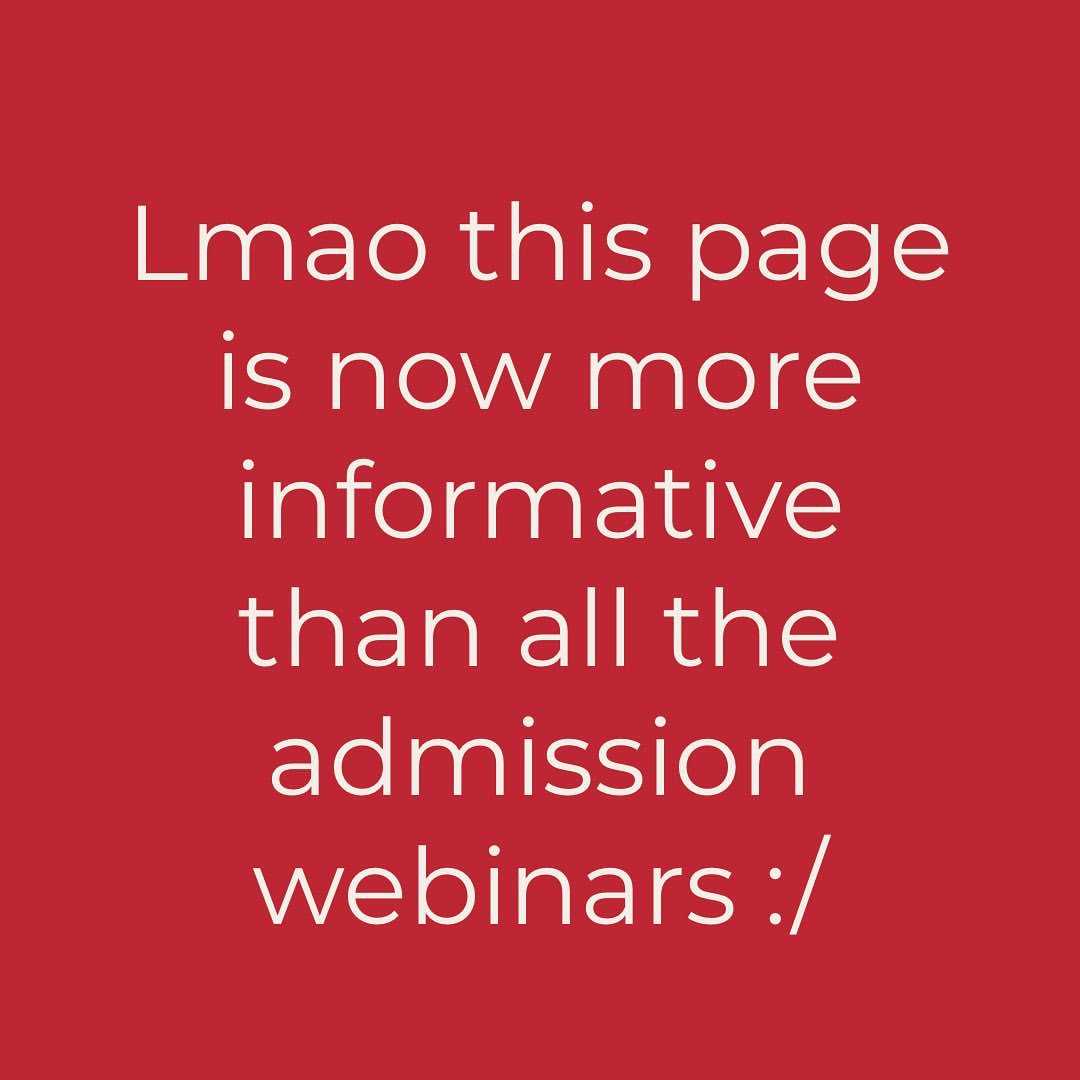 Lmao this page
is now more
informative
than all the
admission
webinars :/